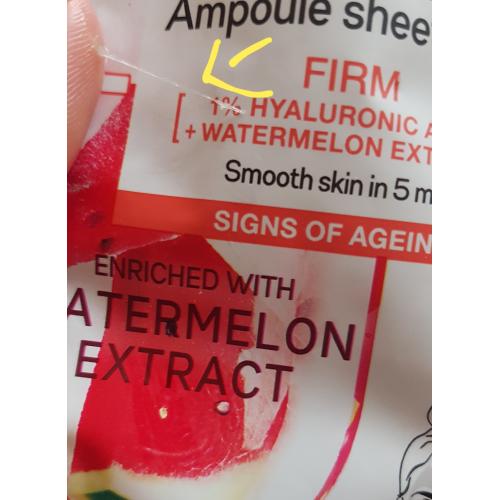 Ampoule shee
FIRM
[ 1% HYALURONIC A
+ WATERMELON EXT
Smooth skin in 5 m
SIGNS OF AGEIN
ENRICHED WITH
ATERMELON
EXTRACT